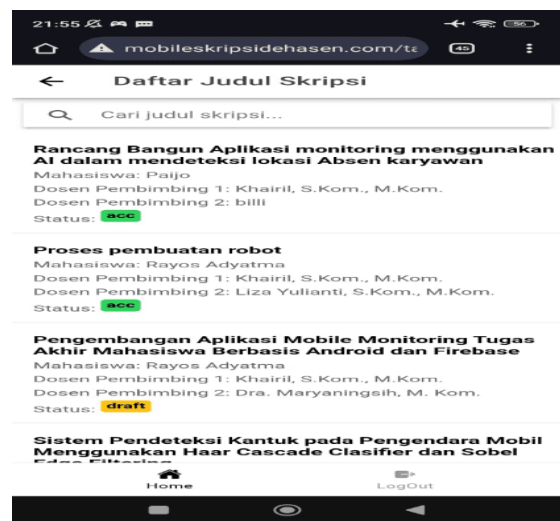 21:55
mobileskripsidehasen.com/ta
45
56
Daftar Judul Skripsi
Cari judul skripsi...
Rancang Bangun Aplikasi monitoring menggunakan
AI dalam mendeteksi lokasi Absen karyawan
Mahasiswa: Paijo
Dosen Pembimbing 1: Khairil, S.Kom., M.Kom.
Dosen Pembimbing 2: billi
Status: acc
Proses pembuatan robot
Mahasiswa: Rayos Adyatma
Dosen Pembimbing 1: Khairil, S.Kom., M.Kom.
Dosen Pembimbing 2: Liza Yulianti, S.Kom., M.Kom.
Status: acc
Pengembangan Aplikasi Mobile Monitoring Tugas
Akhir Mahasiswa Berbasis Android dan Firebase
Mahasiswa: Rayos Adyatma
Dosen Pembimbing 1: Khairil, S.Kom., M.Kom.
Dosen Pembimbing 2: Dra. Maryaningsih, M. Kom.
Status: draft
Sistem Pendeteksi Kantuk pada Pengendara Mobil
Menggunakan Haar Cascade Clasifier dan Sobel
Edge Filtering
Home
LogOut